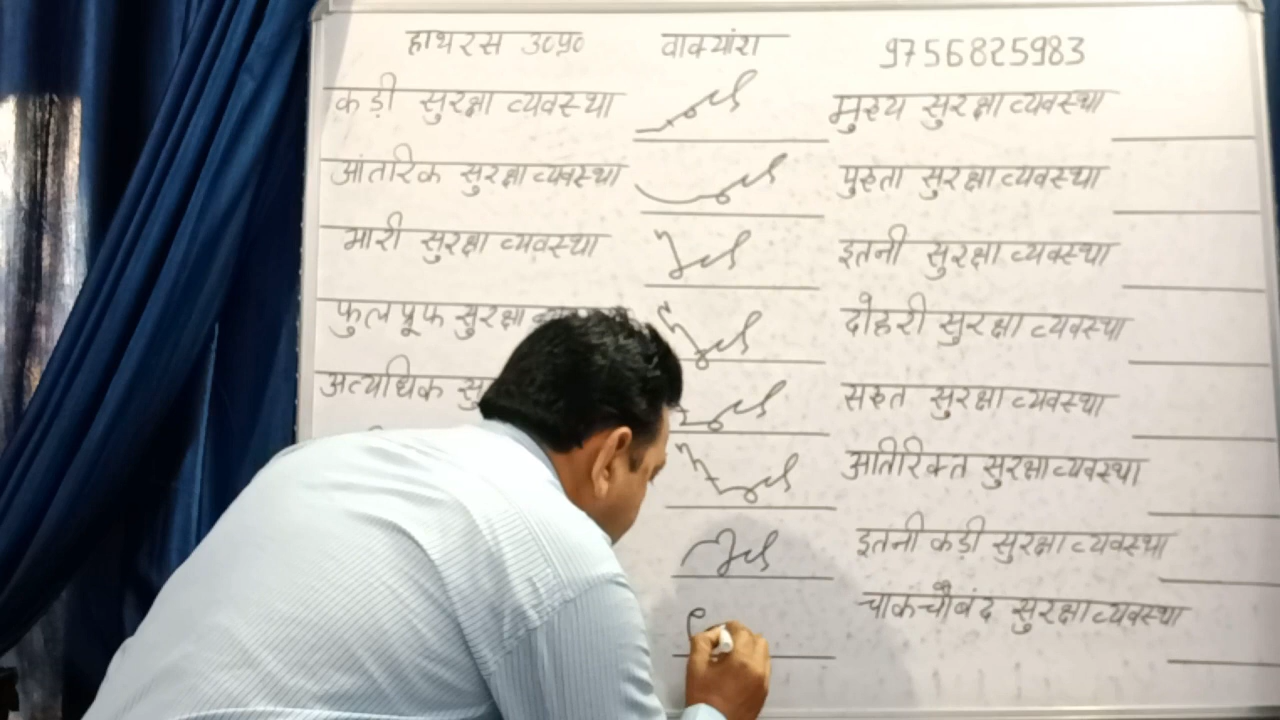 हाथरस उ०प्र० वाक्यांश 9756825983
कड़ी सुरक्षा व्यवस्था मुख्य सुरक्षा व्यवस्था
आंतरिक सुरक्षा व्यवस्था पुख्ता सुरक्षा व्यवस्था
भारी सुरक्षा व्यवस्था इतनी सुरक्षा व्यवस्था
फुलप्रूफ सुरक्षा दोहरी सुरक्षा व्यवस्था
अत्यधिक सख्त सुरक्षा व्यवस्था
अतिरिक्त सुरक्षा व्यवस्था
इतनी कड़ी सुरक्षा व्यवस्था
चाकचौबंद सुरक्षा व्यवस्था